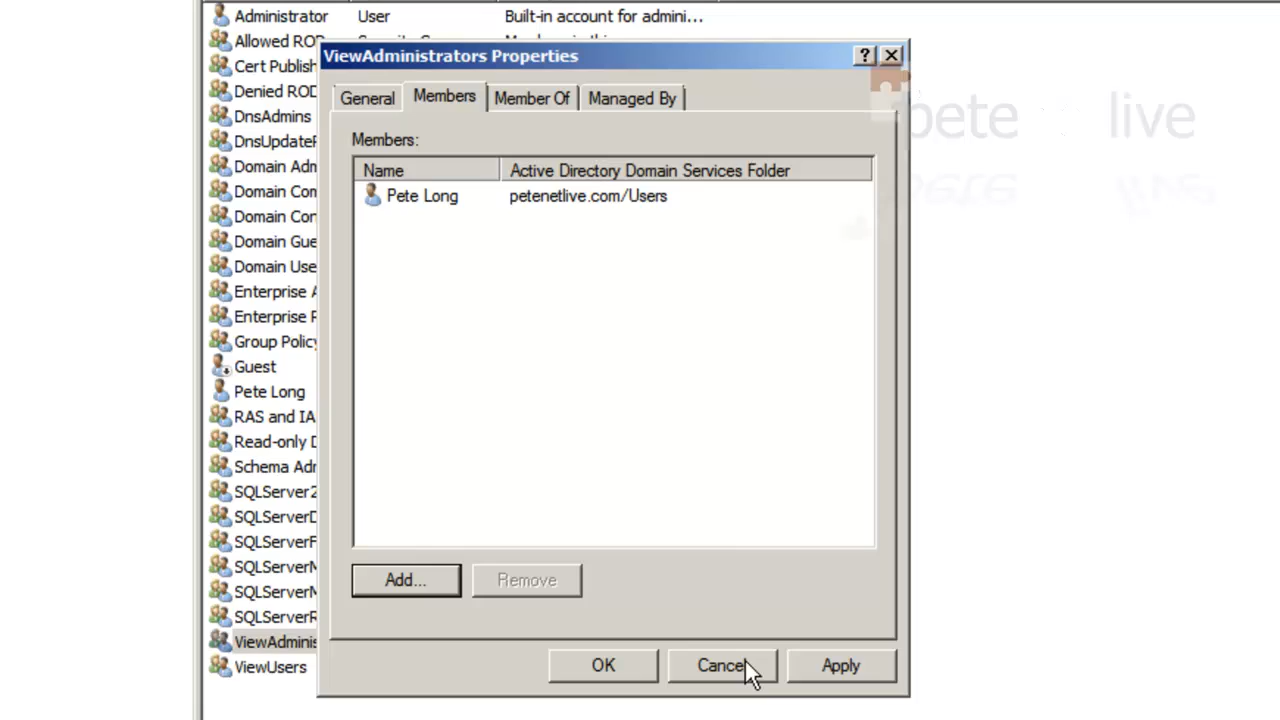 Administrator User Built-in account for admini...
Allowed ROD
ViewAdministrators Properties
Cert Publish
Denied ROD
General Members Member Of Managed By
pete live
DnsAdmins
DnsUpdateP
Members:
Domain Adm
Name Active Directory Domain Services Folder
Domain Con
Pete Long petenetlive.com/Users
Domain Con
Domain Gue
Domain Use
Enterprise A
Enterprise R
Group Policy
Guest
Pete Long
RAS and IA
Read-only D
Schema Adr
SQLServer2
SQLServerD
SQLServerF
SQLServerM
Add... Remove
SQLServerM
SQLServerR
ViewAdminis
ViewUsers
OK Cancel Apply